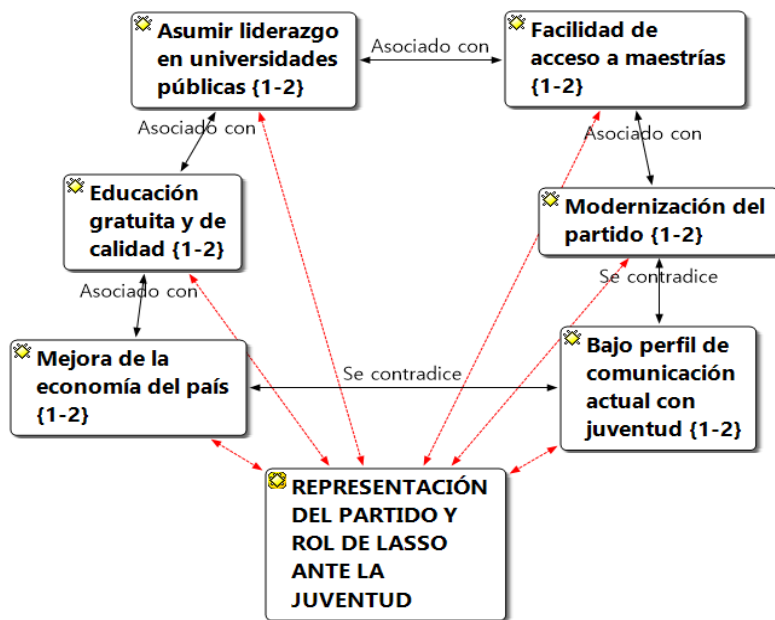 Asumir liderazgo
en universidades
públicas {1-2}
Asociado con
Facilidad de
acceso a maestrías
{1-2}
Asociado con
Asociado con
Educación
gratuita y de
calidad {1-2}
Modernización del
partido {1-2}
Asociado con
Se contradice
Mejora de la
economía del país
{1-2}
Se contradice
Bajo perfil de
comunicación
actual con
juventud {1-2}
REPRESENTACIÓN
DEL PARTIDO Y
ROL DE LASSO
ANTE LA
JUVENTUD